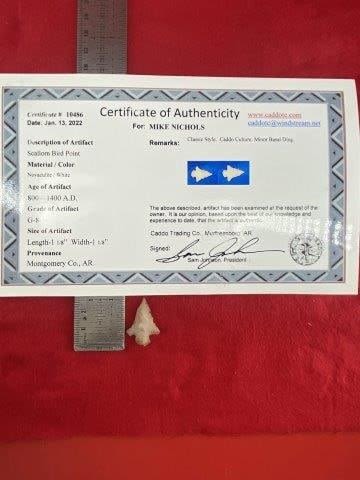 Certificate # 10486
Date: Jan. 13, 2022
Certificate of Authenticity
For: MIKE NICHOLS
www.caddotc.com
caddotc@windstream.net
Description of Artifact
Scallorn Bird Point
Material / Color
Novaculite / White
Age of Artifact
800 - 1400 A.D.
Grade of Artifact
G-8
Size of Artifact
Length-1 1/8" Width-1 1/8"
Provenance
Montgomery Co., AR.
Remarks: Classic Style. Caddo Culture. Minor Basal Ding.
The above described, artifact has been examined at the request of the
owner. It is our opinion, based upon the best of our knowledge and
experience to date, that the artifact is authentic.
Caddo Trading Co., Murfreesboro, AR
Signed:
Sam Johnson, President